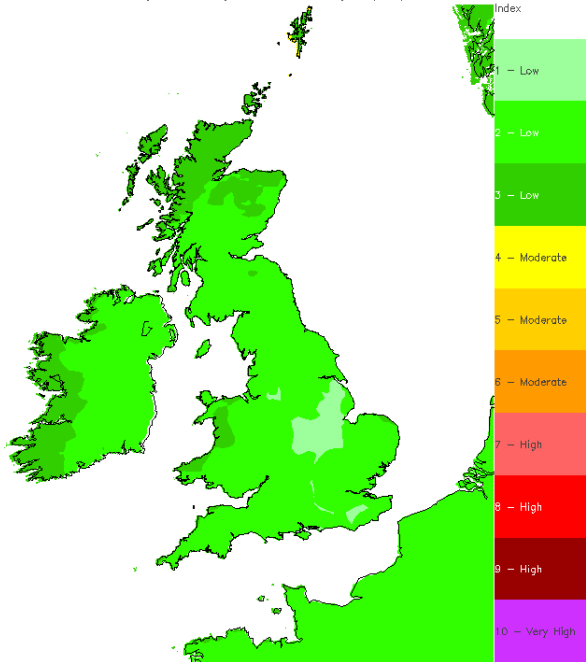 Index
1 - Low
2 - Low
3 - Low
4 - Moderate
5 - Moderate
6 - Moderate
7 - High
8 - High
9 - High
10 - Very High